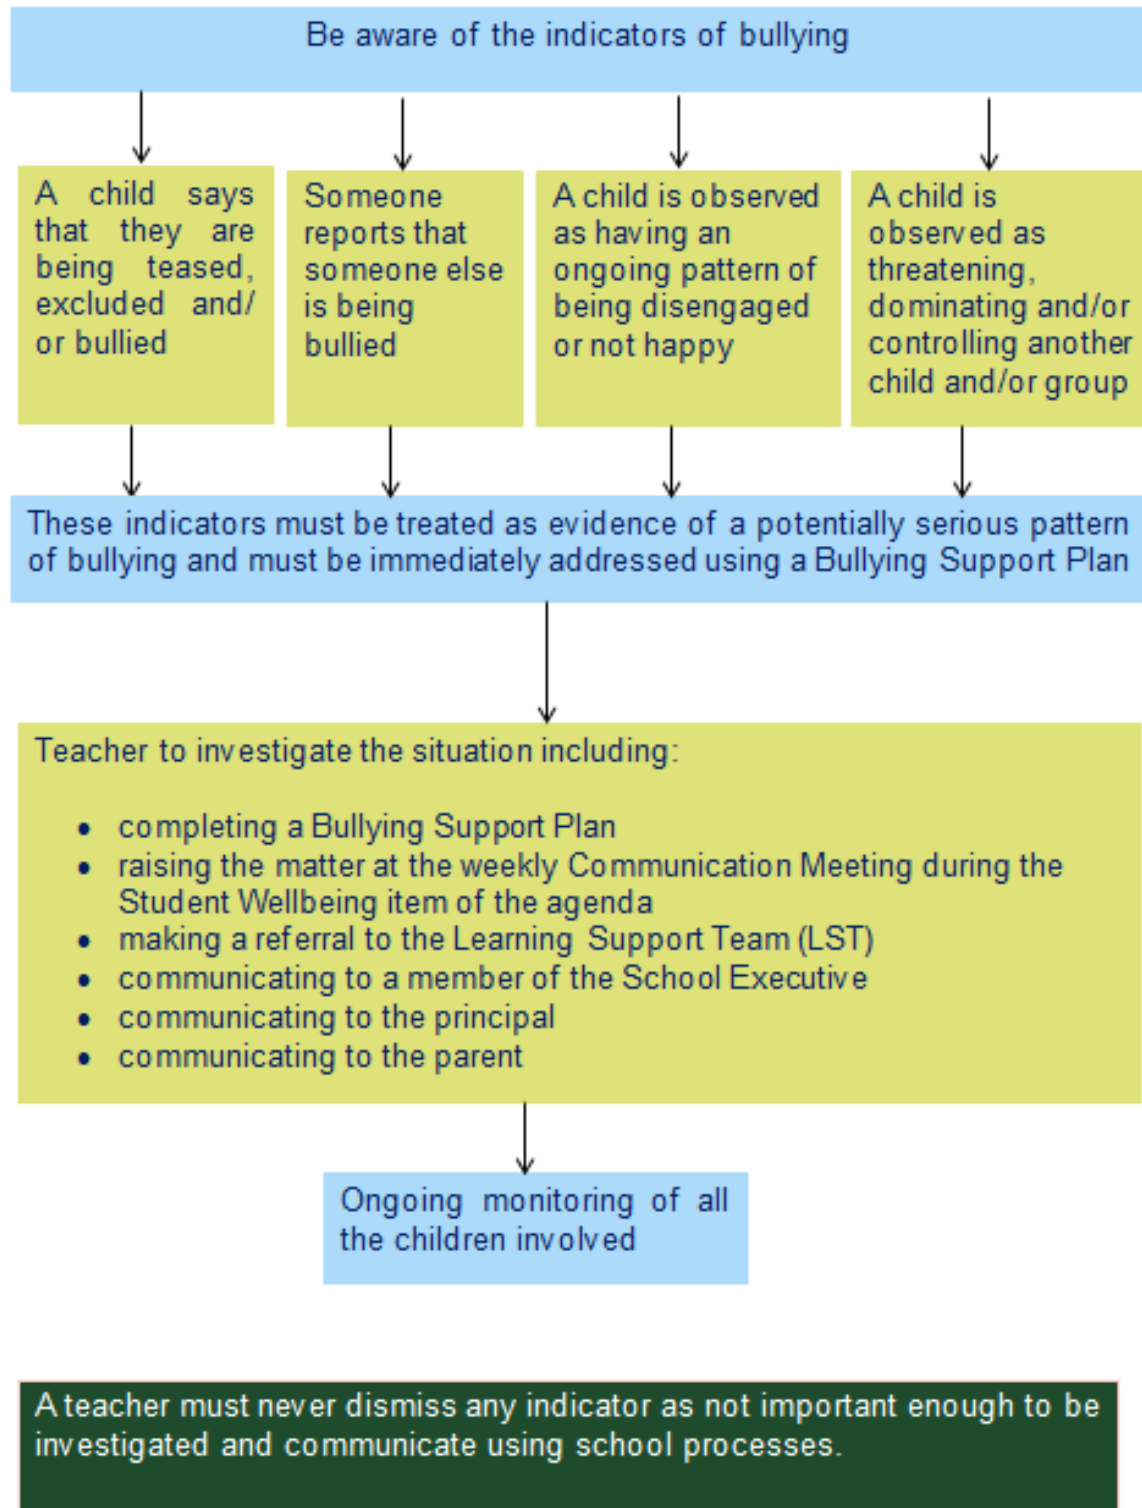 Be aware of the indicators of bullying
A child says
that they are
being teased,
excluded and/
or bullied
Someone
reports that
someone else
is being
bullied
A child is observed
as having an
ongoing pattern of
being disengaged
or not happy
A child is
observed as
threatening,
dominating and/or
controlling another
child and/or group
These indicators must be treated as evidence of a potentially serious pattern
of bullying and must be immediately addressed using a Bullying Support Plan
Teacher to investigate the situation including:
• completing a Bullying Support Plan
• raising the matter at the weekly Communication Meeting during the
Student Wellbeing item of the agenda
• making a referral to the Learning Support Team (LST)
• communicating to a member of the School Executive
• communicating to the principal
• communicating to the parent
Ongoing monitoring of all
the children involved
A teacher must never dismiss any indicator as not important enough to be
investigated and communicate using school processes.